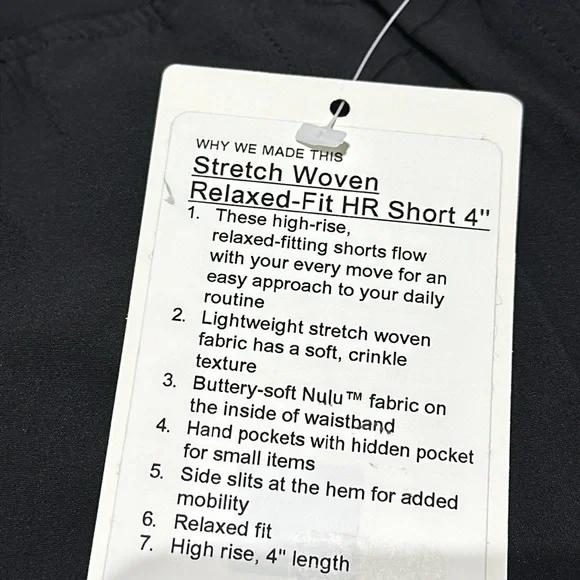 WHY WE MADE THIS
Stretch Woven
Relaxed-Fit HR Short 4"
1. These high-rise,
relaxed-fitting shorts flow
with your every move for an
easy approach to your daily
routine
2. Lightweight stretch woven
fabric has a soft, crinkle
texture
3. Buttery-soft Nulu™ fabric on
the inside of waistband
4. Hand pockets with hidden pocket
for small items
5. Side slits at the hem for added
mobility
6. Relaxed fit
7. High rise, 4" length